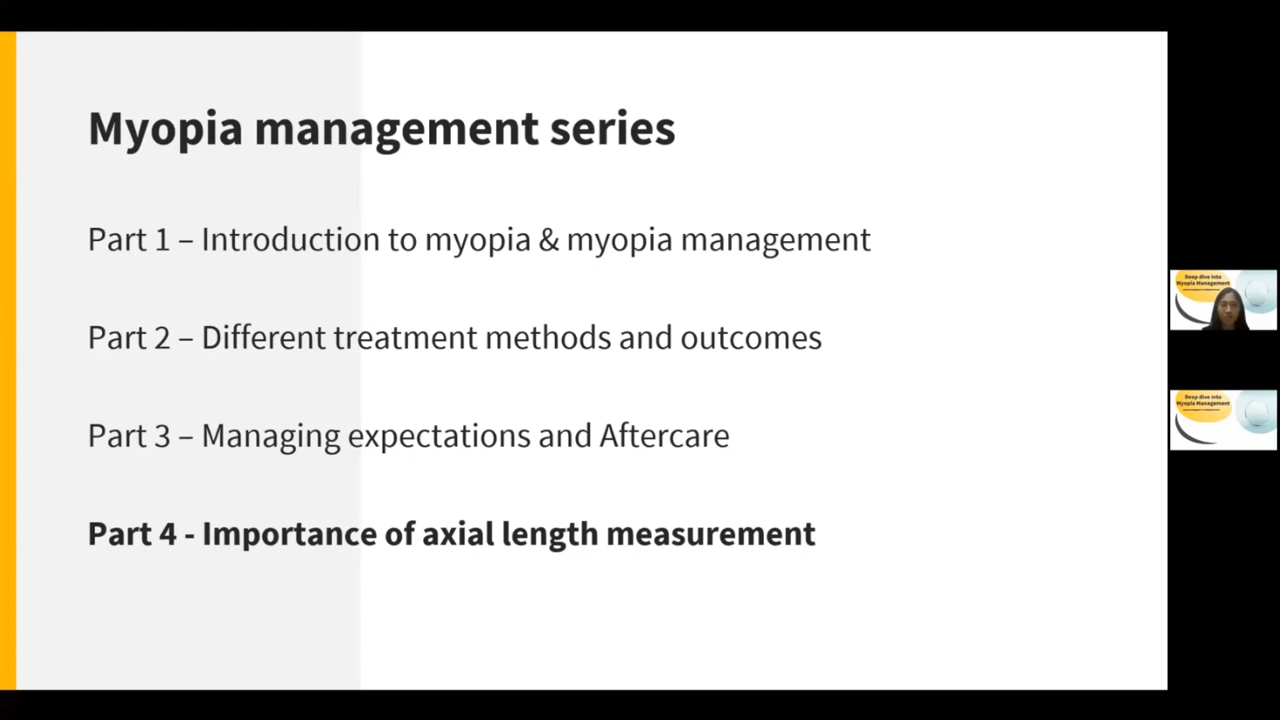 Myopia management series
Part 1 – Introduction to myopia & myopia management
Part 2 – Different treatment methods and outcomes
Part 3 – Managing expectations and Aftercare
Part 4 - Importance of axial length measurement
Deep dive into
Myopia Management
Deep dive into
Myopia Management